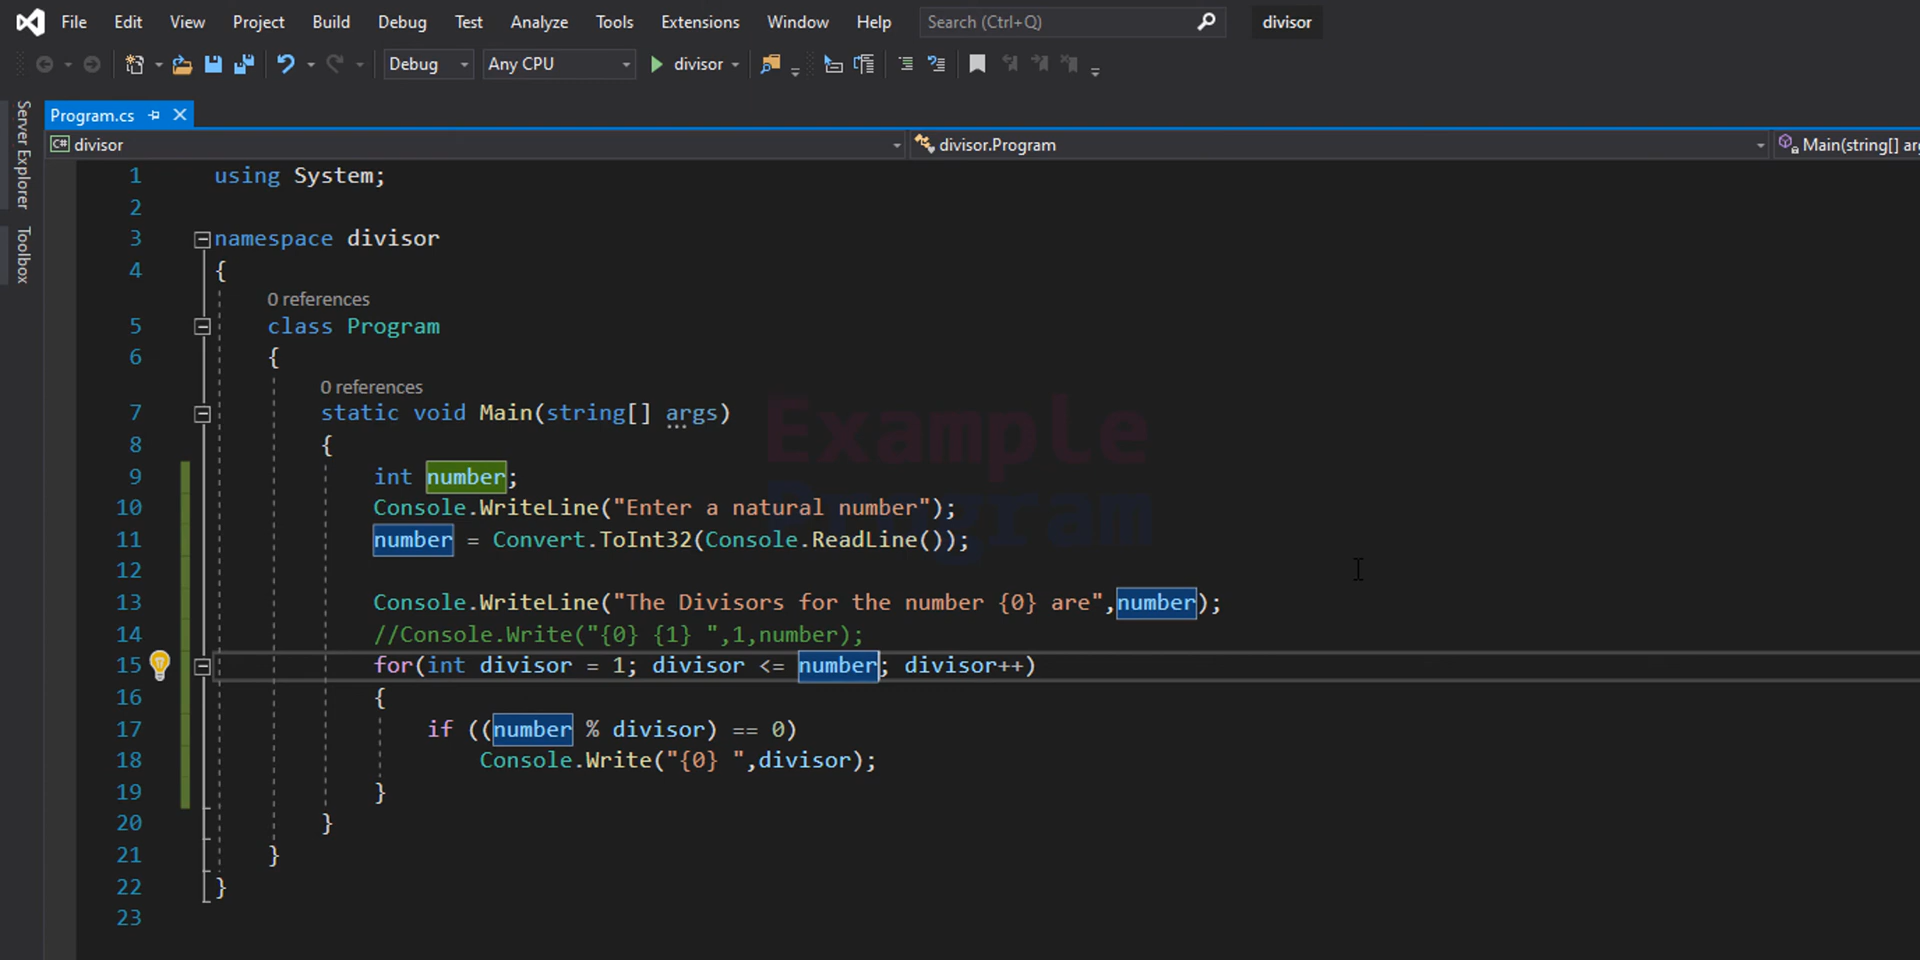 File Edit View Project Build Debug Test Analyze Tools Extensions Window Help Search (Ctrl+Q) divisor
Debug Any CPU divisor
Server Explorer
Toolbox
Program.cs
C# divisor divisor.Program Main(string[] arg
1 using System;
2
3 namespace divisor
4 {
0 references
5 class Program
6 {
0 references
7 static void Main(string[] args)
8 {
9 int number;
10 Console.WriteLine("Enter a natural number");
11 number = Convert.ToInt32(Console.ReadLine());
12
13 Console.WriteLine("The Divisors for the number {0} are",number);
14 //Console.Write("{0} {1} ",1,number);
15 for(int divisor = 1; divisor <= number; divisor++)
16 {
17 if ((number % divisor) == 0)
18 Console.Write("{0} ",divisor);
19 }
20 }
21 }
22 }
23
Example
Program